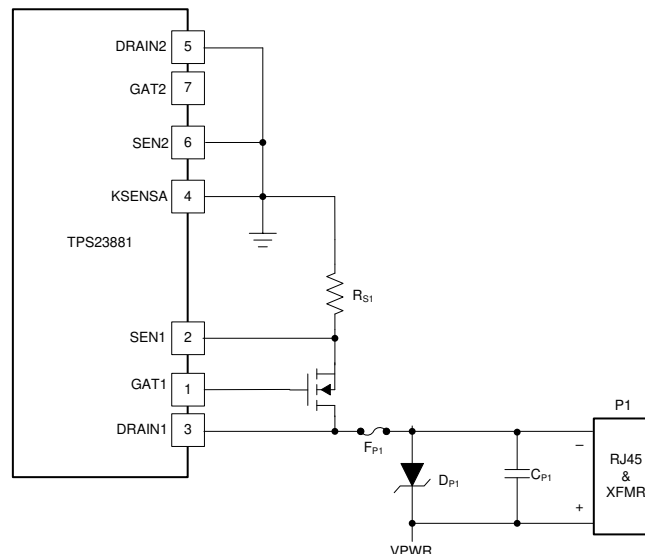 DRAIN2 5
GAT2 7
SEN2 6
KSENSA 4
TPS23881
RS1
SEN1 2
GAT1 1
DRAIN1 3
FP1
DP1
CP1
P1
–
RJ45
&
XFMR
+
VPWR